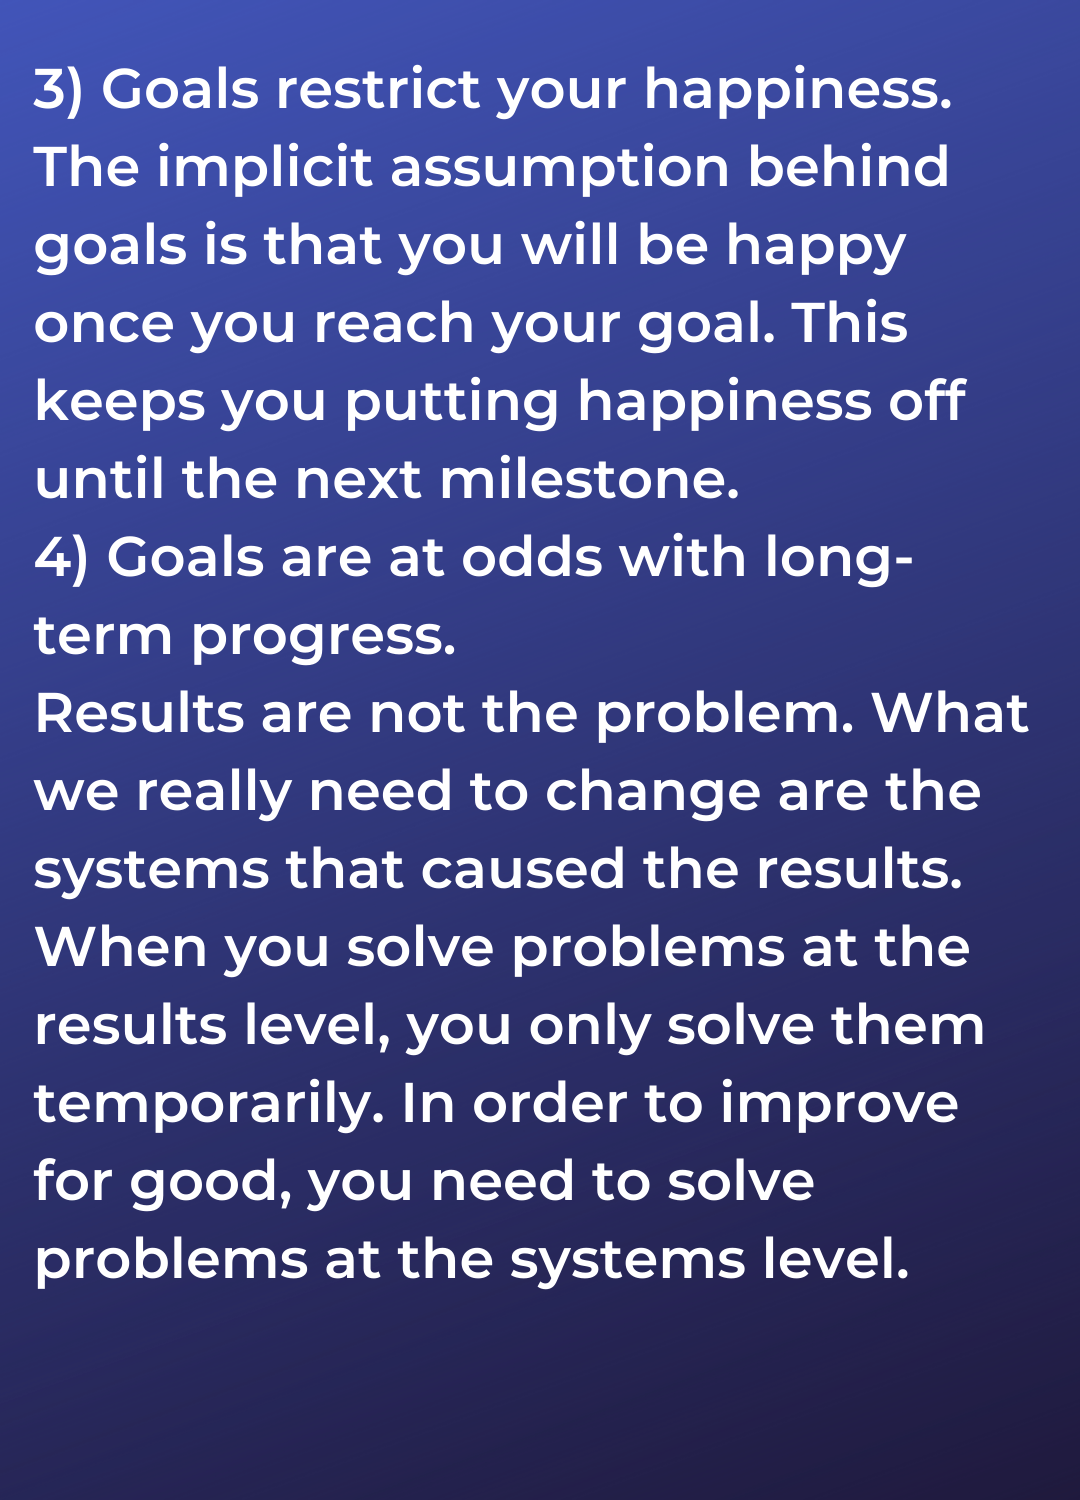 3) Goals restrict your happiness.
The implicit assumption behind
goals is that you will be happy
once you reach your goal. This
keeps you putting happiness off
until the next milestone.
4) Goals are at odds with long-
term progress.
Results are not the problem. What
we really need to change are the
systems that caused the results.
When you solve problems at the
results level, you only solve them
temporarily. In order to improve
for good, you need to solve
problems at the systems level.